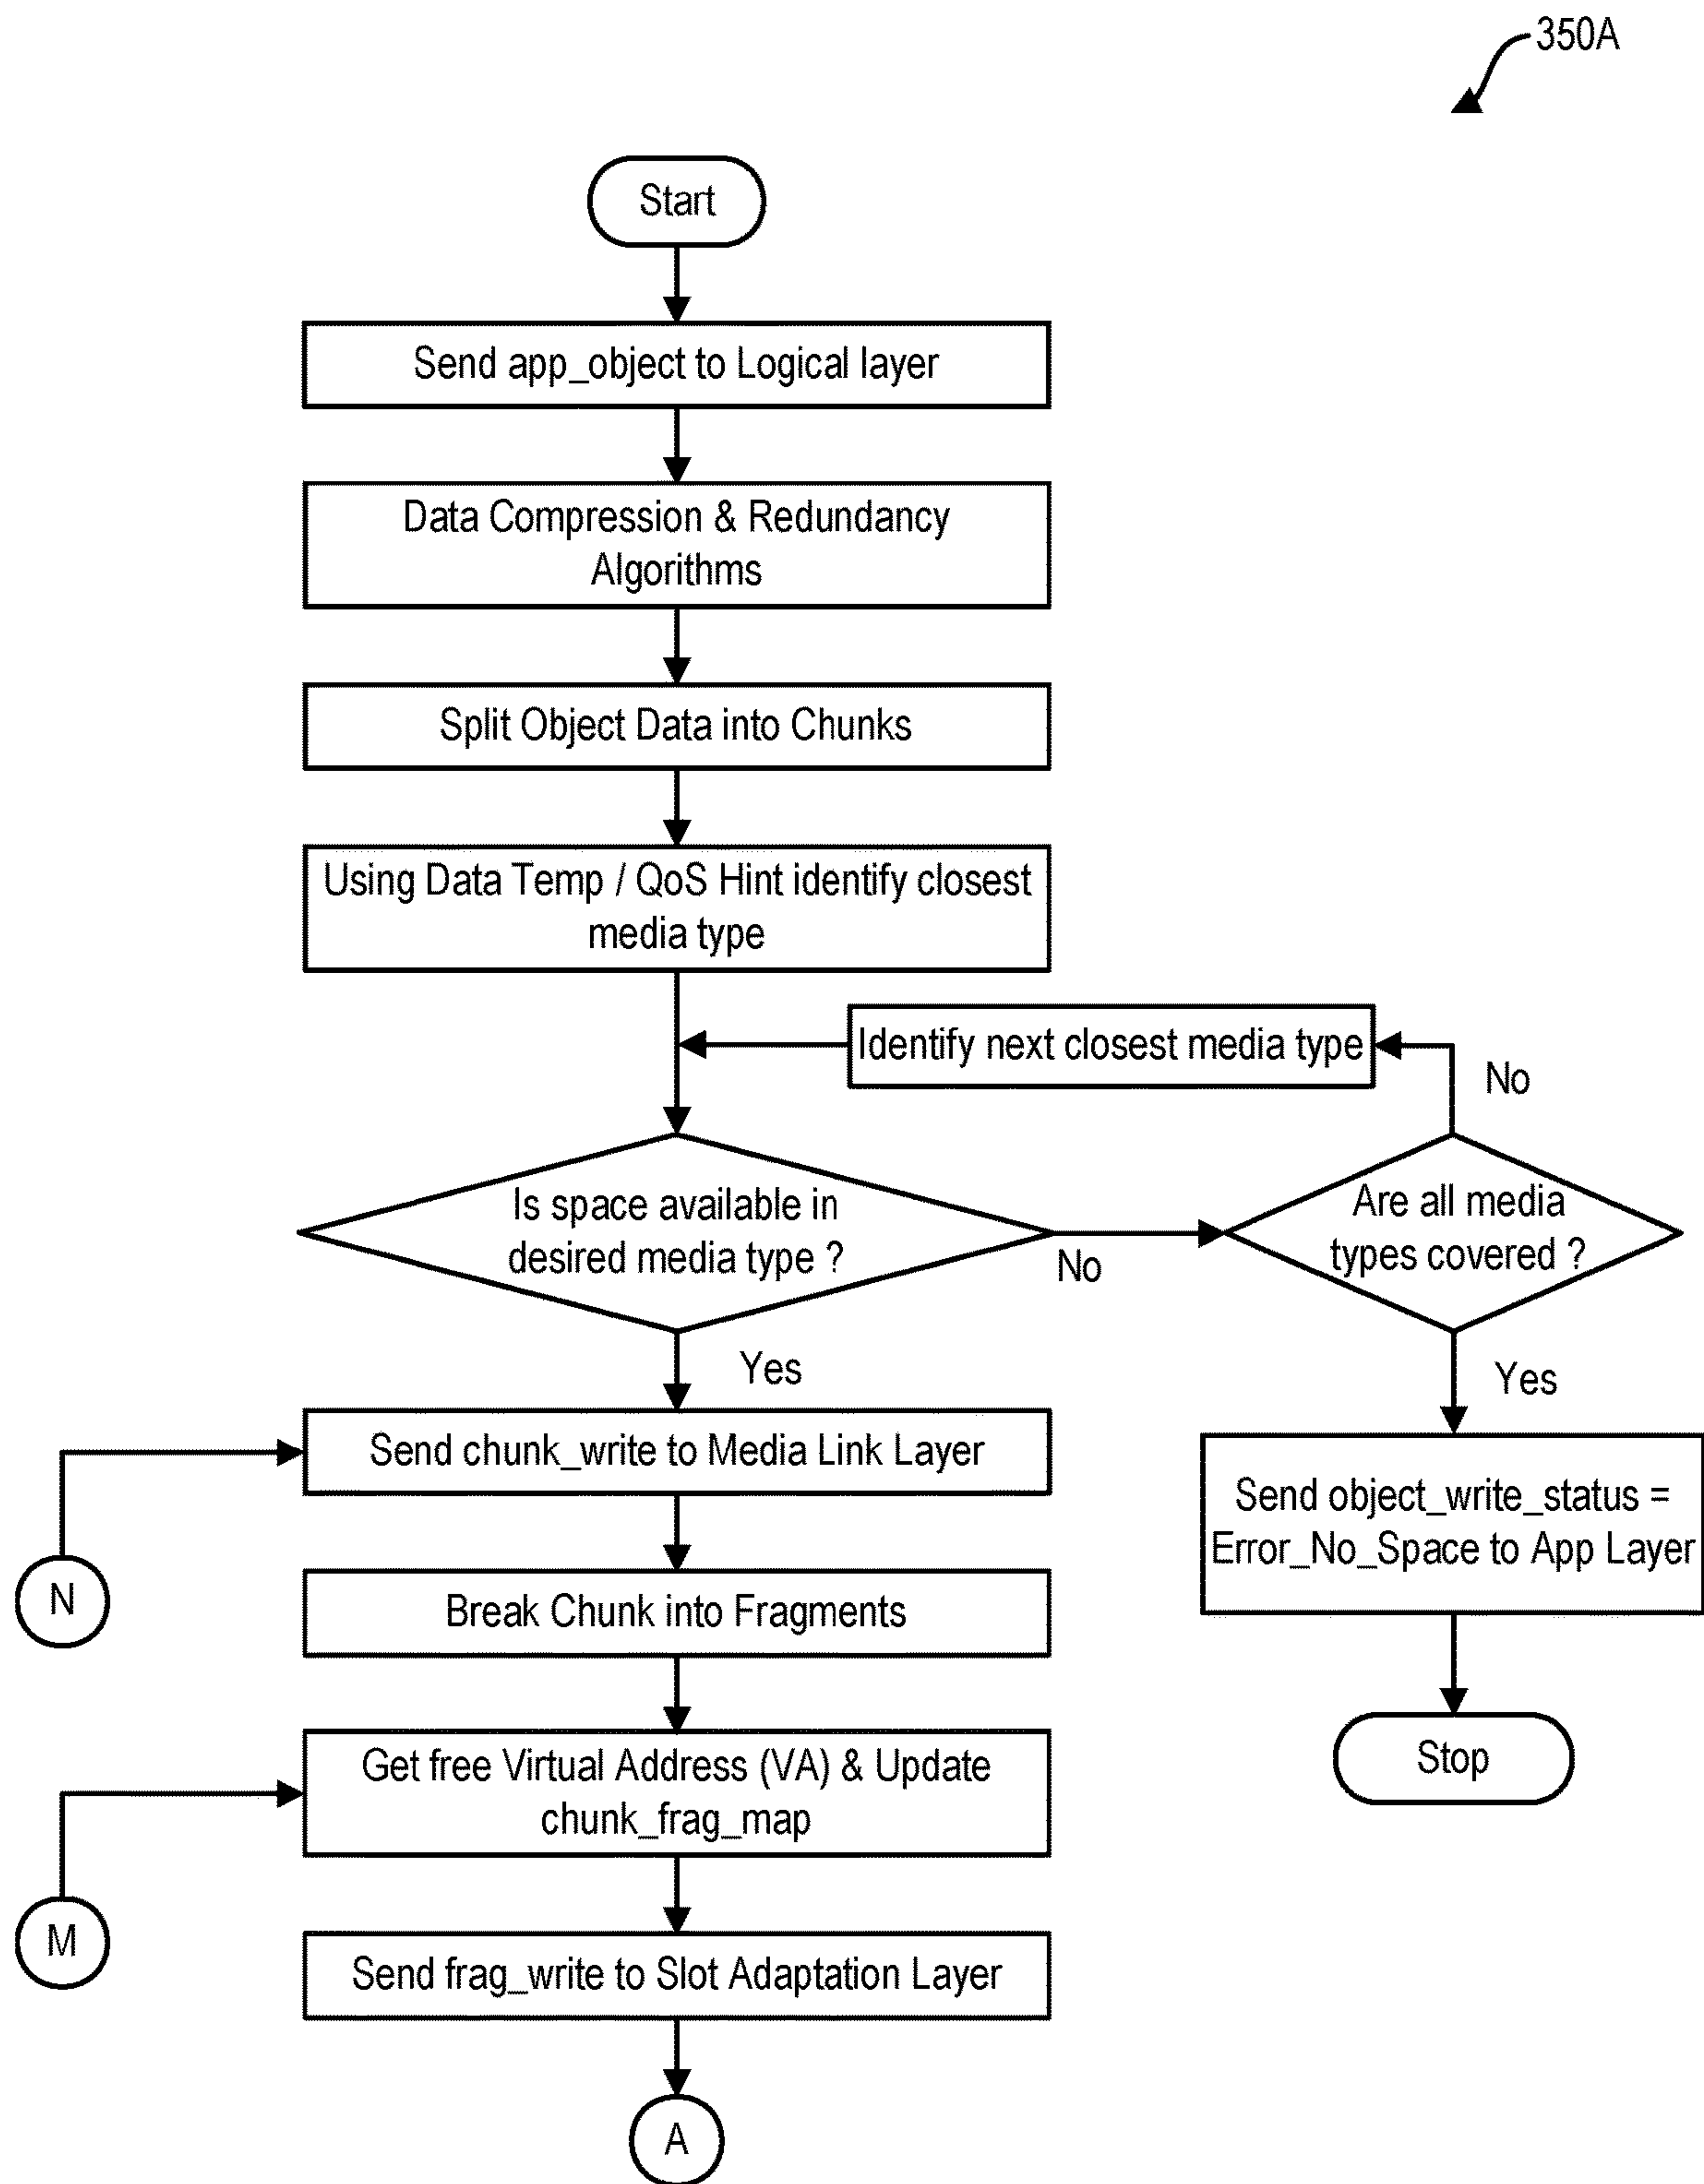 350A
Start
Send app_object to Logical layer
Data Compression & Redundancy
Algorithms
Split Object Data into Chunks
Using Data Temp / QoS Hint identify closest
media type
Identify next closest media type
No
Is space available in
desired media type ?
No
Are all media
types covered ?
Yes
Yes
Send chunk_write to Media Link Layer
Send object_write_status =
Error_No_Space to App Layer
N
Break Chunk into Fragments
Get free Virtual Address (VA) & Update
chunk_frag_map
Stop
M
Send frag_write to Slot Adaptation Layer
A